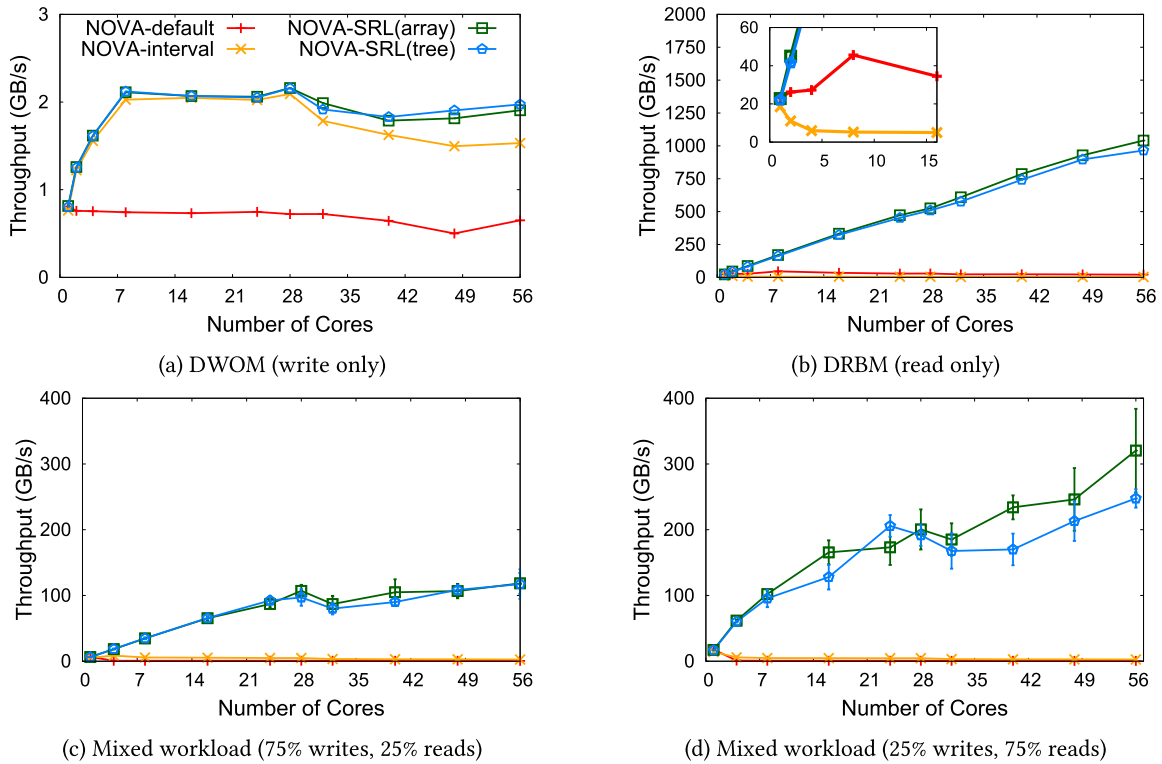 NOVA-default
NOVA-interval
NOVA-SRL(array)
NOVA-SRL(tree)
3
2
1
0
Throughput (GB/s)
0 7 14 21 28 35 42 49 56
Number of Cores
(a) DWOM (write only)
2000
1750
1500
1250
1000
750
500
250
0
Throughput (GB/s)
60
40
20
0
0 5 10 15
0 7 14 21 28 35 42 49 56
Number of Cores
(b) DRBM (read only)
400
300
200
100
0
Throughput (GB/s)
0 7 14 21 28 35 42 49 56
Number of Cores
(c) Mixed workload (75% writes, 25% reads)
400
300
200
100
0
Throughput (GB/s)
0 7 14 21 28 35 42 49 56
Number of Cores
(d) Mixed workload (25% writes, 75% reads)